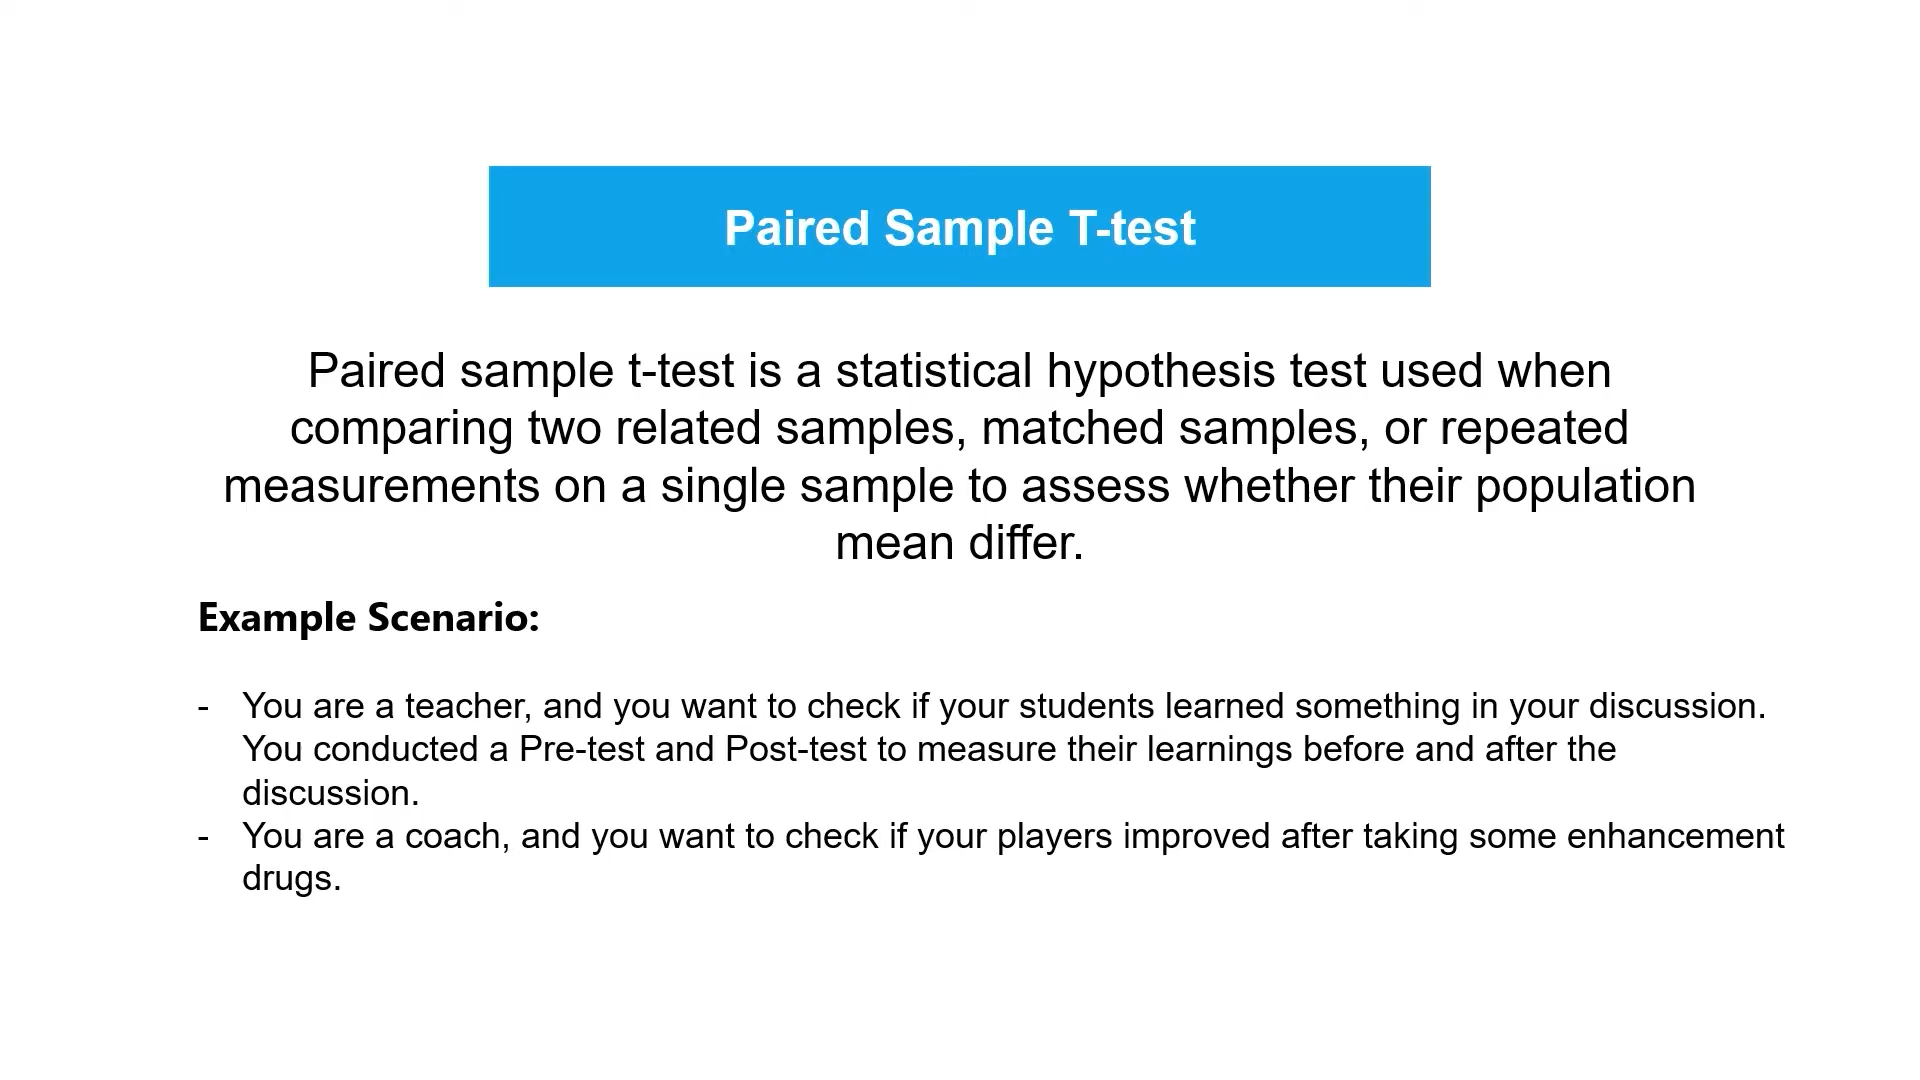 Paired Sample T-test
Paired sample t-test is a statistical hypothesis test used when
comparing two related samples, matched samples, or repeated
measurements on a single sample to assess whether their population
mean differ.
Example Scenario:
- You are a teacher, and you want to check if your students learned something in your discussion.
You conducted a Pre-test and Post-test to measure their learnings before and after the
discussion.
- You are a coach, and you want to check if your players improved after taking some enhancement
drugs.